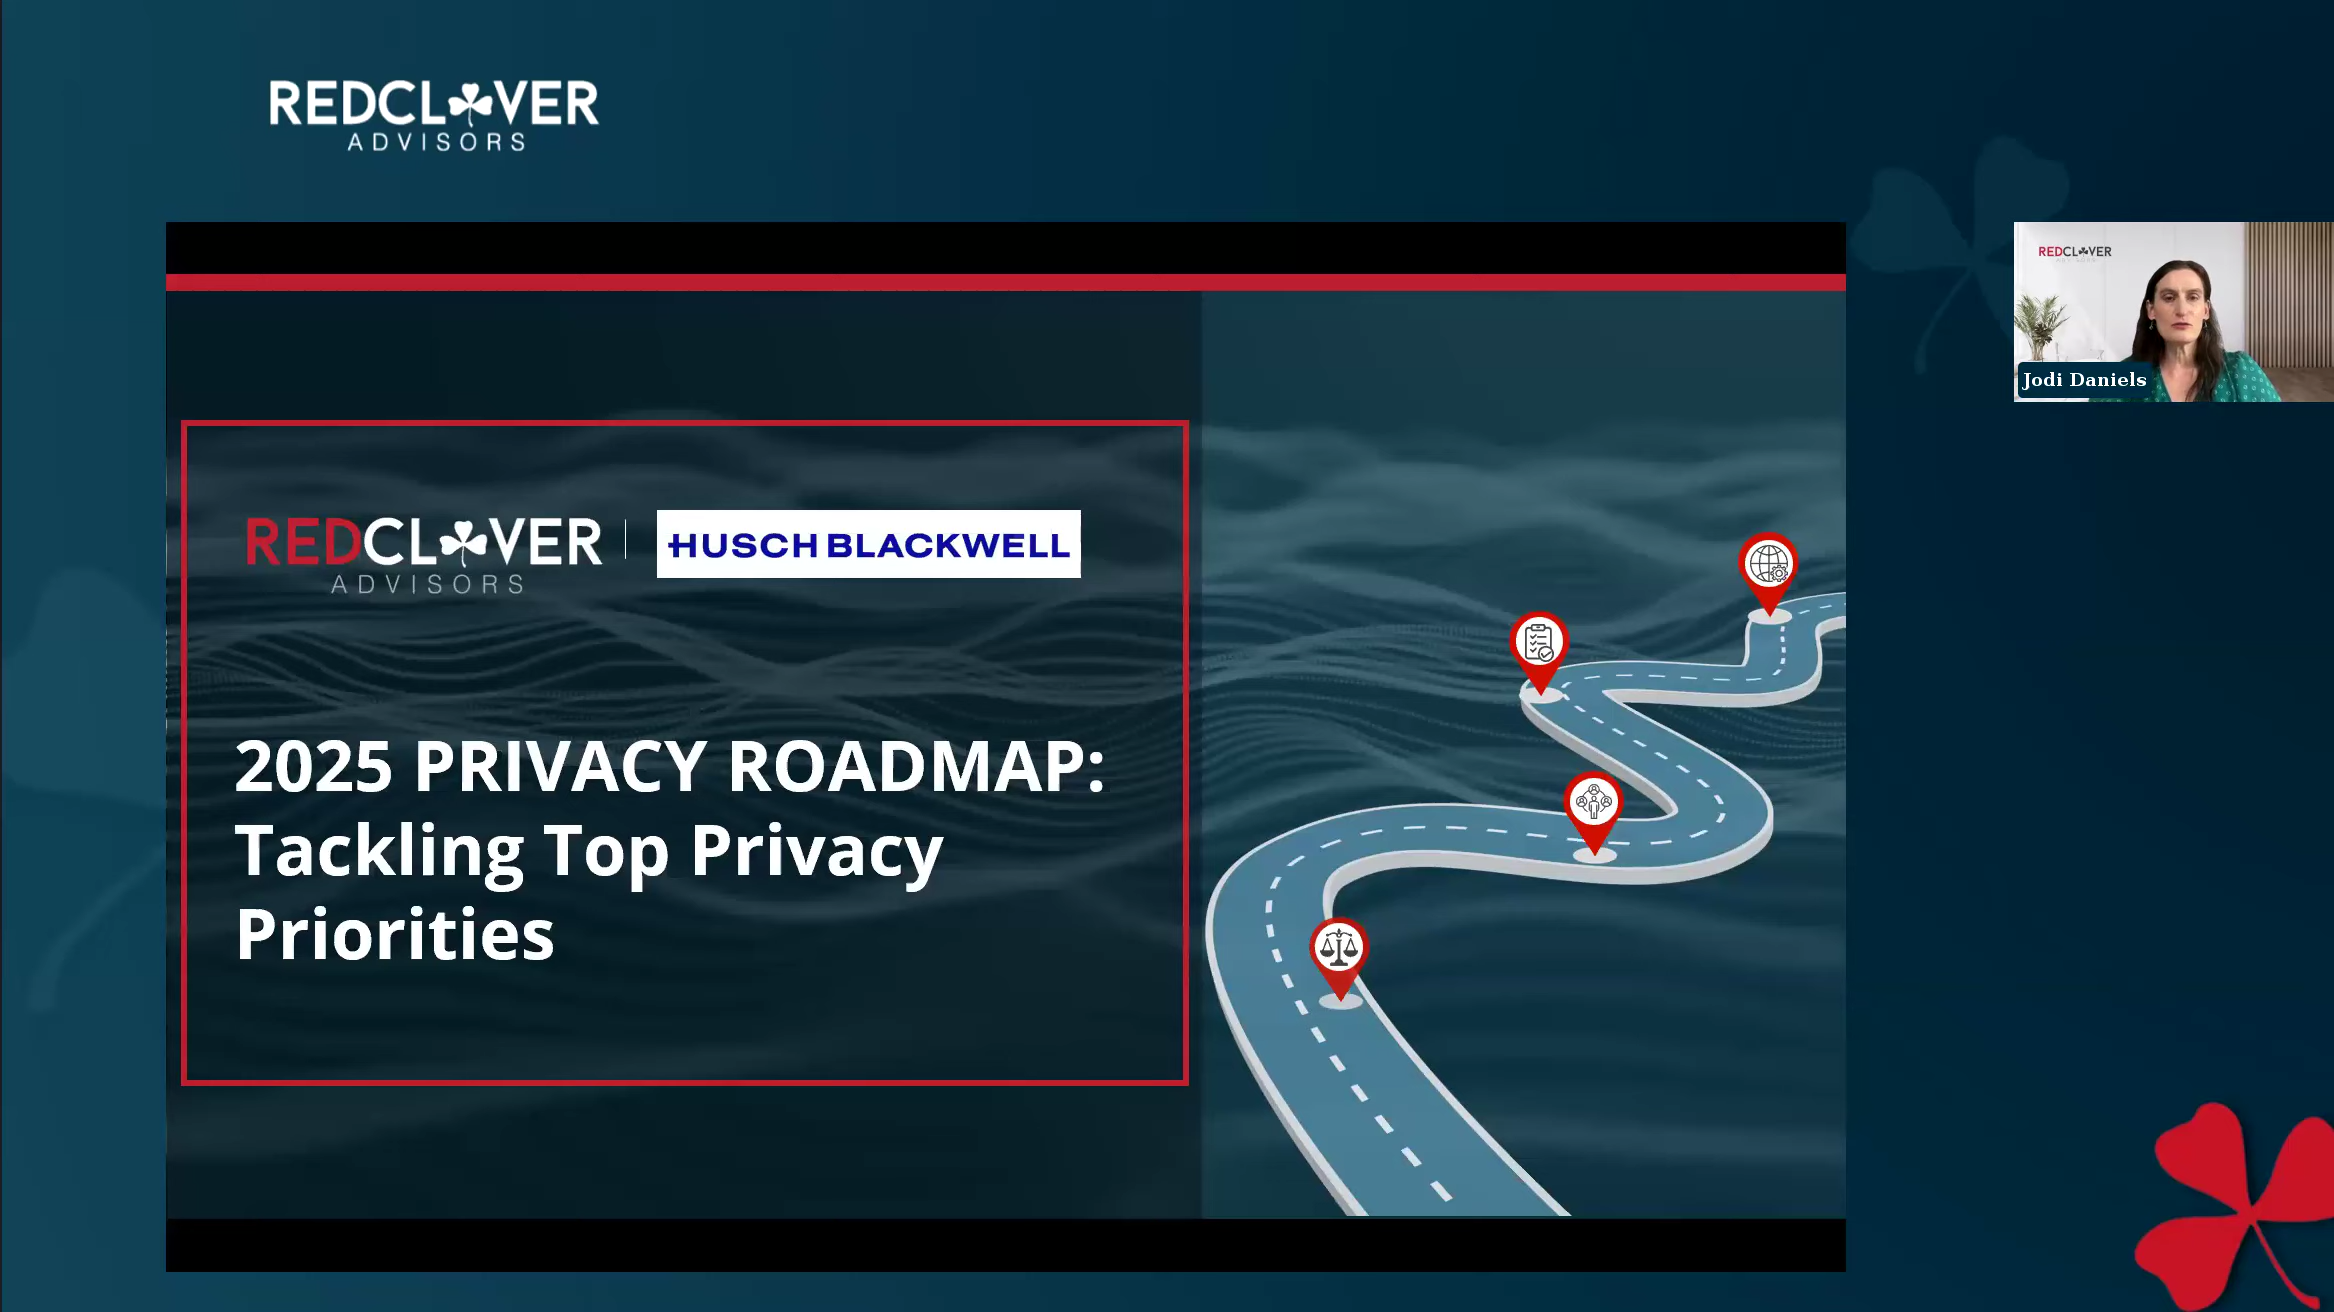 REDCLOVER
ADVISORS
REDCLOVER
Jodi Daniels
REDCLOVER
ADVISORS
HUSCH BLACKWELL
2025 PRIVACY ROADMAP:
Tackling Top Privacy
Priorities